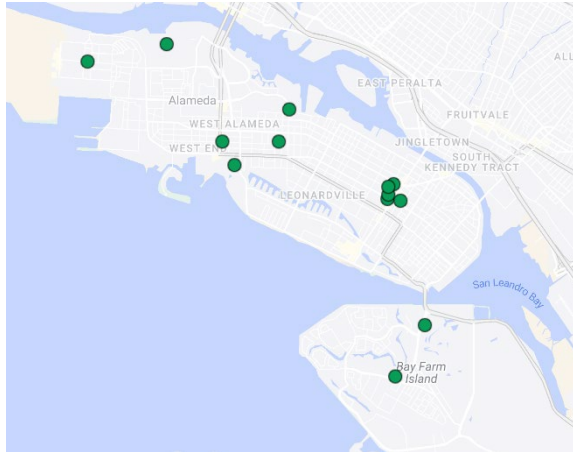 ALL
EAST PERALTA
Alameda
FRUITVALE
WEST ALAMEDA
JINGLETOWN
WEST END
SOUTH
KENNEDY TRACT
LEONARDVILLE
San Leandro Bay
Bay Farm
Island